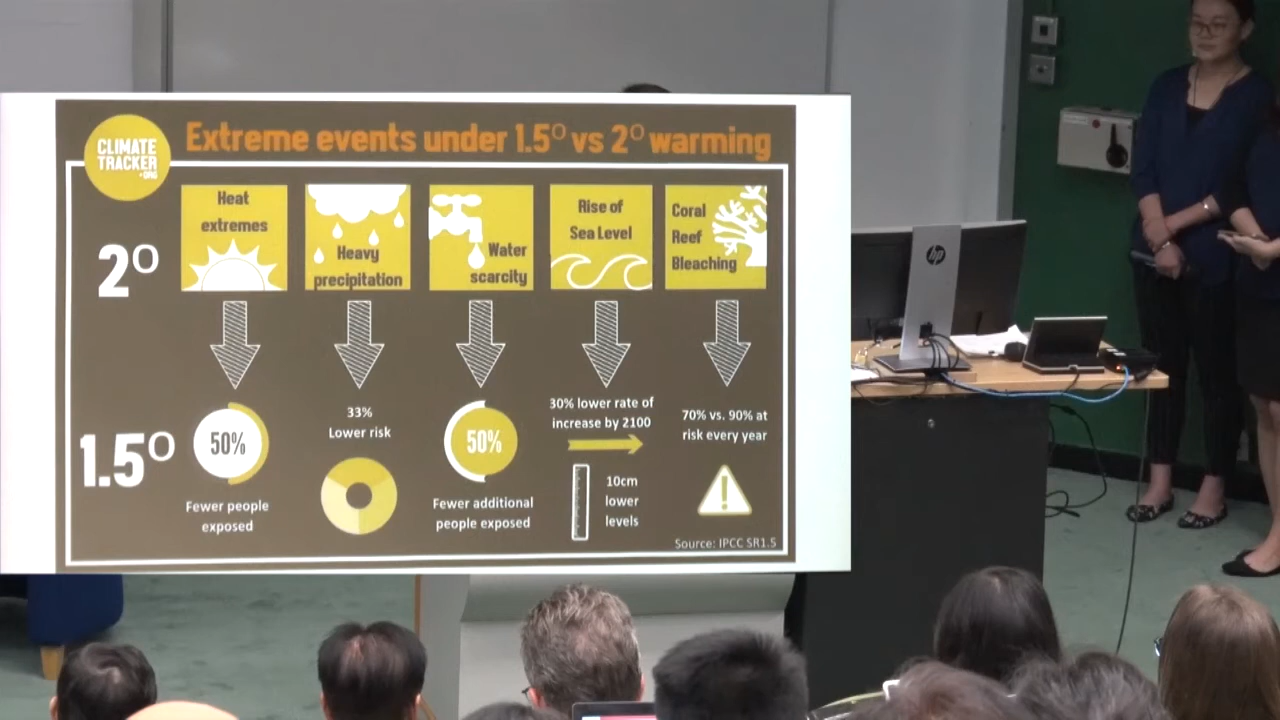 CLIMATE
TRACKER
.ORG
Extreme events under 1.5° vs 2° warming
2°
Heat
extremes
Heavy
precipitation
Water
scarcity
Rise of
Sea Level
Coral
Reef
Bleaching
1.5°
50%
Fewer people
exposed
33%
Lower risk
50%
Fewer additional
people exposed
30% lower rate of
increase by 2100
10cm
lower
levels
70% vs. 90% at
risk every year
!
Source: IPCC SR1.5
hp